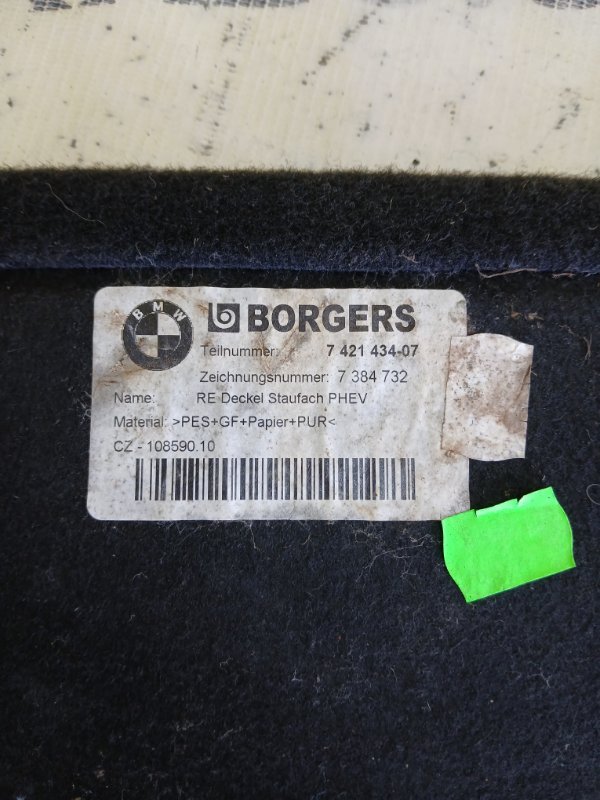 BMW
BORGERS
Teilnummer: 7 421 434-07
Zeichnungsnummer: 7 384 732
Name: RE Deckel Staufach PHEV
Material: >PES+GF+Papier+PUR<
CZ - 108590.10